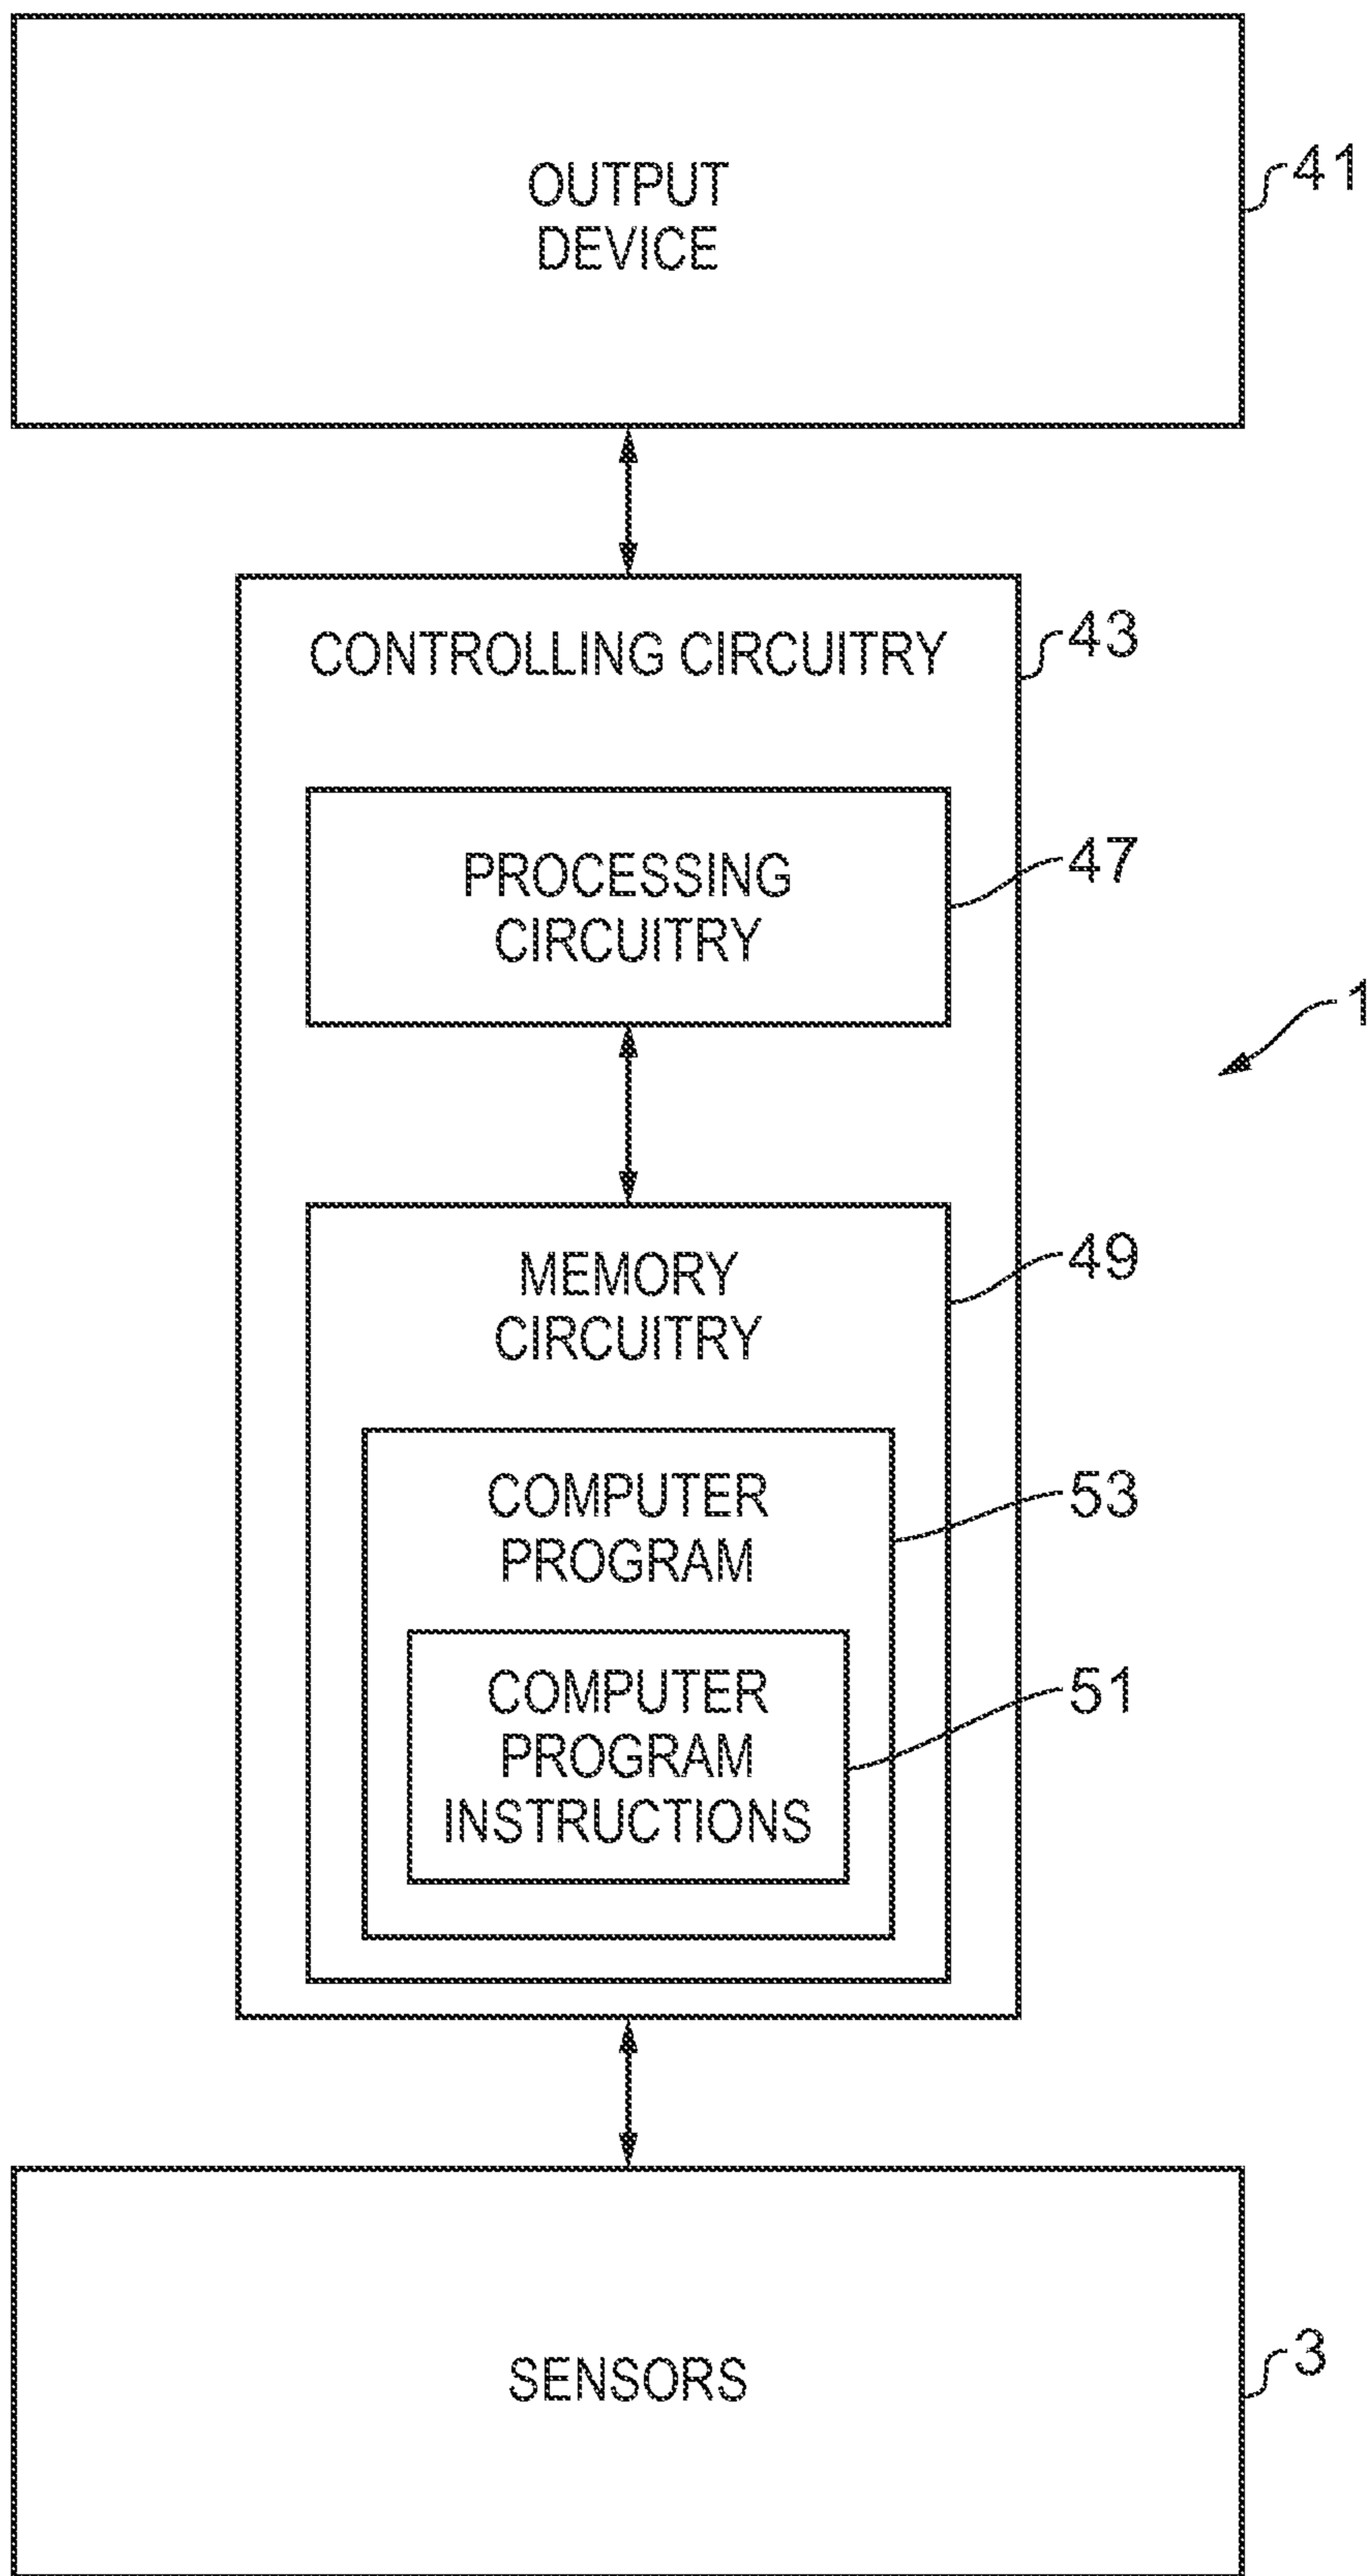 OUTPUT
DEVICE
41
CONTROLLING CIRCUITRY
43
PROCESSING
CIRCUITRY
47
1
MEMORY
CIRCUITRY
49
COMPUTER
PROGRAM
53
COMPUTER
PROGRAM
INSTRUCTIONS
51
SENSORS
3